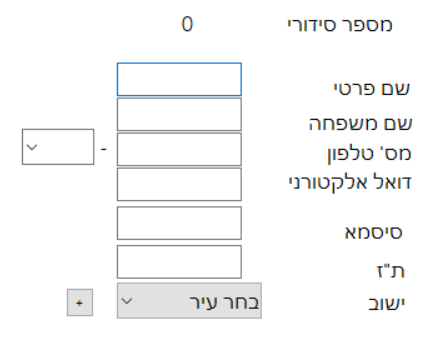 מספר סידורי 0
שם פרטי
שם משפחה
מס' טלפון -
דואל אלקטורני
סיסמא
ת"ז
ישוב בחר עיר +